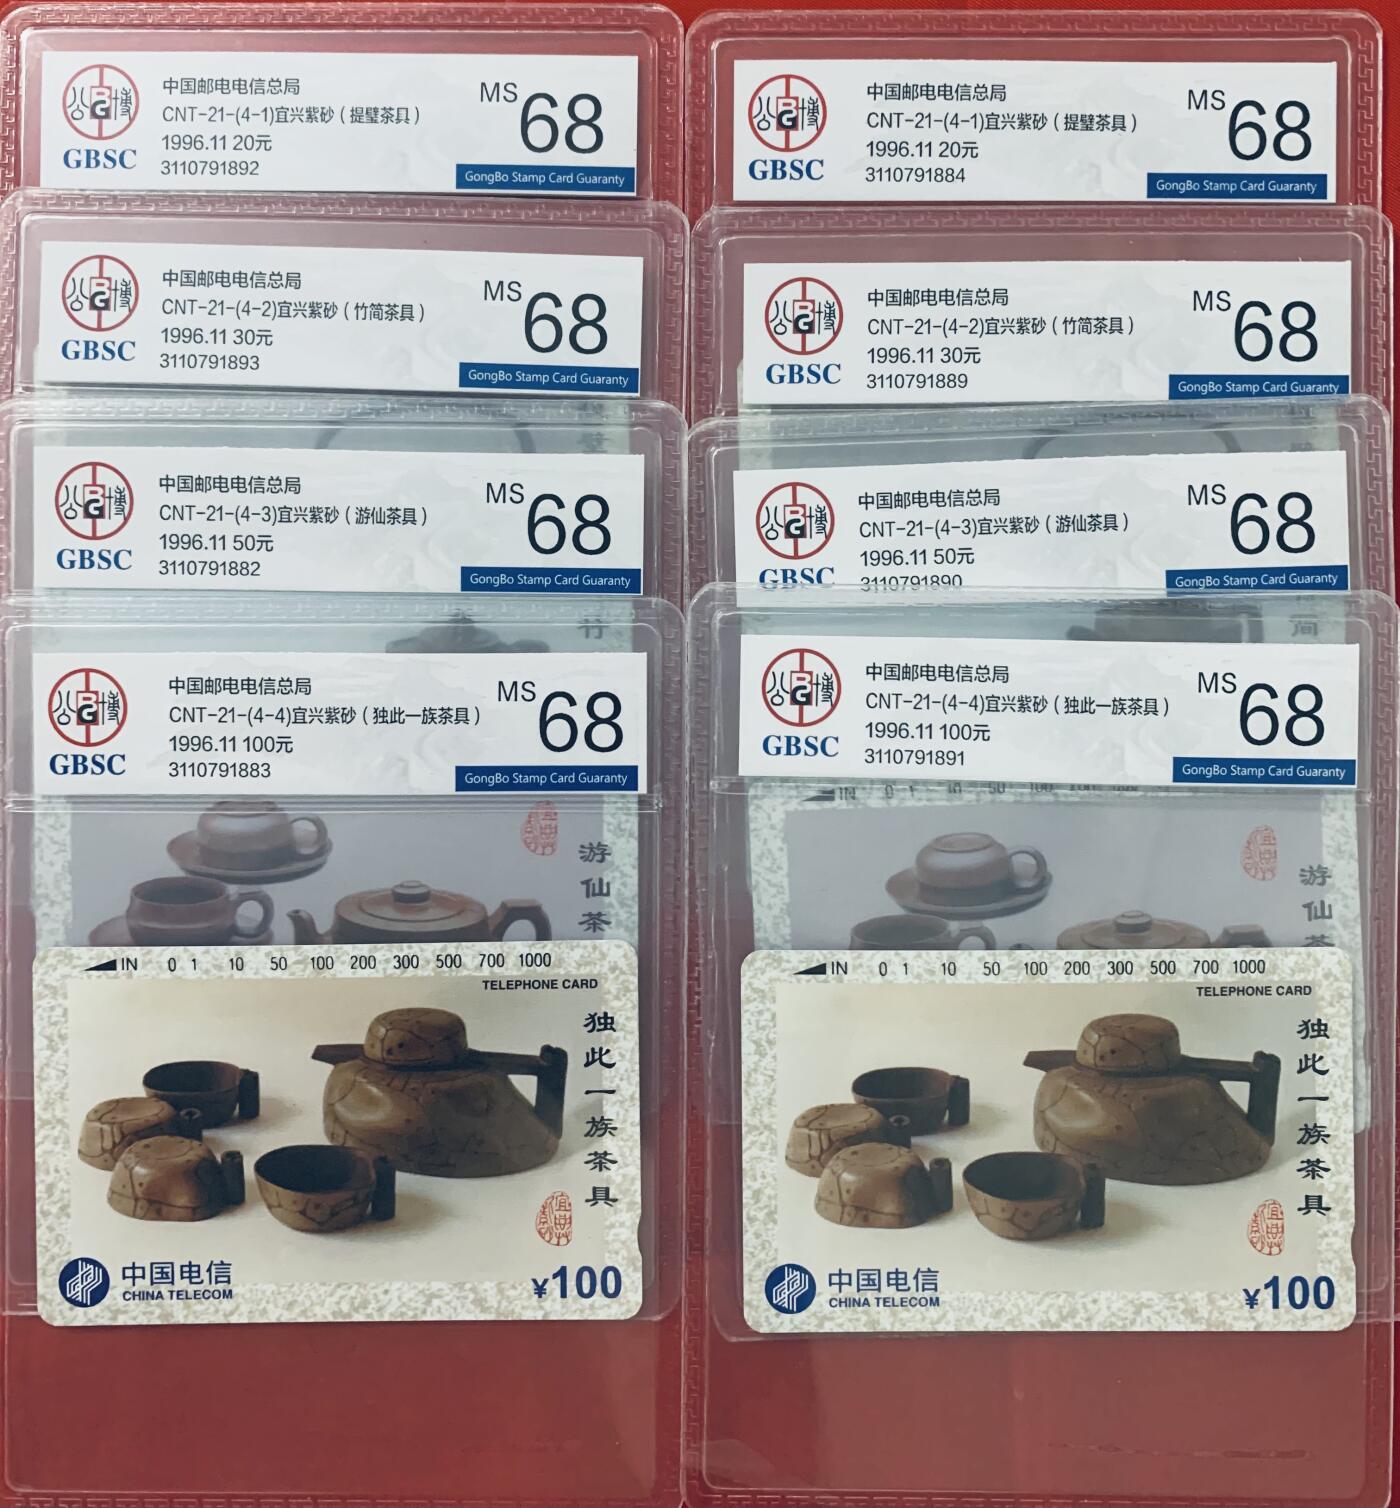 中国邮电电信总局
CNT-21-(4-1)宜兴紫砂（提璧茶具）
1996.11 20元
3110791892
MS 68
GBSC
GongBo Stamp Card Guaranty
中国邮电电信总局
CNT-21-(4-2)宜兴紫砂（竹简茶具）
1996.11 30元
3110791893
MS 68
GBSC
GongBo Stamp Card Guaranty
中国邮电电信总局
CNT-21-(4-3)宜兴紫砂（游仙茶具）
1996.11 50元
3110791882
MS 68
GBSC
GongBo Stamp Card Guaranty
竹
中国邮电电信总局
CNT-21-(4-4)宜兴紫砂（独此一族茶具）
1996.11 100元
3110791883
MS 68
GBSC
GongBo Stamp Card Guaranty
游仙茶
IN 0 1 10 50 100 200 300 500 700 1000
TELEPHONE CARD
独此一族茶具
中国电信
CHINA TELECOM
¥100
中国邮电电信总局
CNT-21-(4-1)宜兴紫砂（提璧茶具）
1996.11 20元
3110791884
MS 68
GBSC
GongBo Stamp Card Guaranty
中国邮电电信总局
CNT-21-(4-2)宜兴紫砂（竹简茶具）
1996.11 30元
3110791889
MS 68
GBSC
GongBo Stamp Card Guaranty
中国邮电电信总局
CNT-21-(4-3)宜兴紫砂（游仙茶具）
1996.11 50元
3110791890
MS 68
GBSC
GongBo Stamp Card Guaranty
简
中国邮电电信总局
CNT-21-(4-4)宜兴紫砂（独此一族茶具）
1996.11 100元
3110791891
MS 68
GBSC
GongBo Stamp Card Guaranty
IN 0 1 10 50 100
游仙茶
IN 0 1 10 50 100 200 300 500 700 1000
TELEPHONE CARD
独此一族茶具
中国电信
CHINA TELECOM
¥100